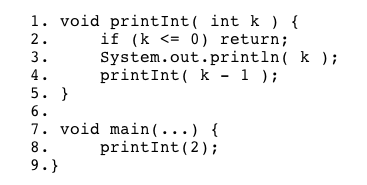 1. void printInt( int k ) {
2.     if (k <= 0) return;
3.     System.out.println( k );
4.     printInt( k - 1 );
5. }
6.
7. void main(...) {
8.     printInt(2);
9.}